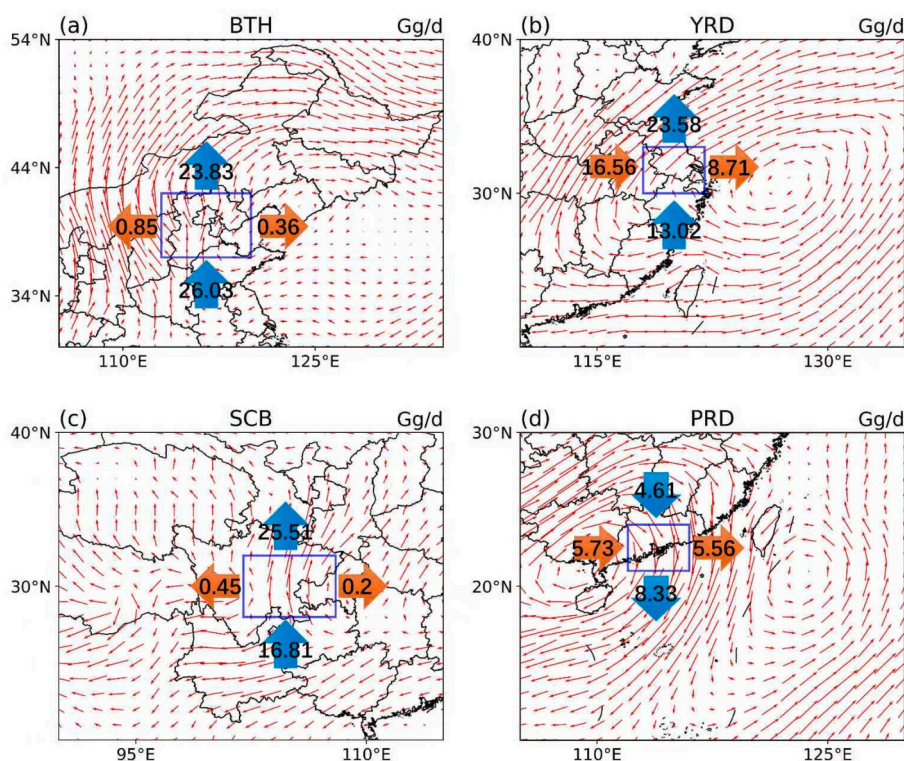 (a) BTH Gg/d
54°N
44°N
34°N
23.83
0.85
0.36
26.03
110°E 125°E
(b) YRD Gg/d
40°N
30°N
23.58
16.56
8.71
13.02
115°E 130°E
(c) SCB Gg/d
40°N
30°N
25.51
0.45
0.2
16.81
95°E 110°E
(d) PRD Gg/d
30°N
20°N
4.61
5.73
5.56
8.33
110°E 125°E